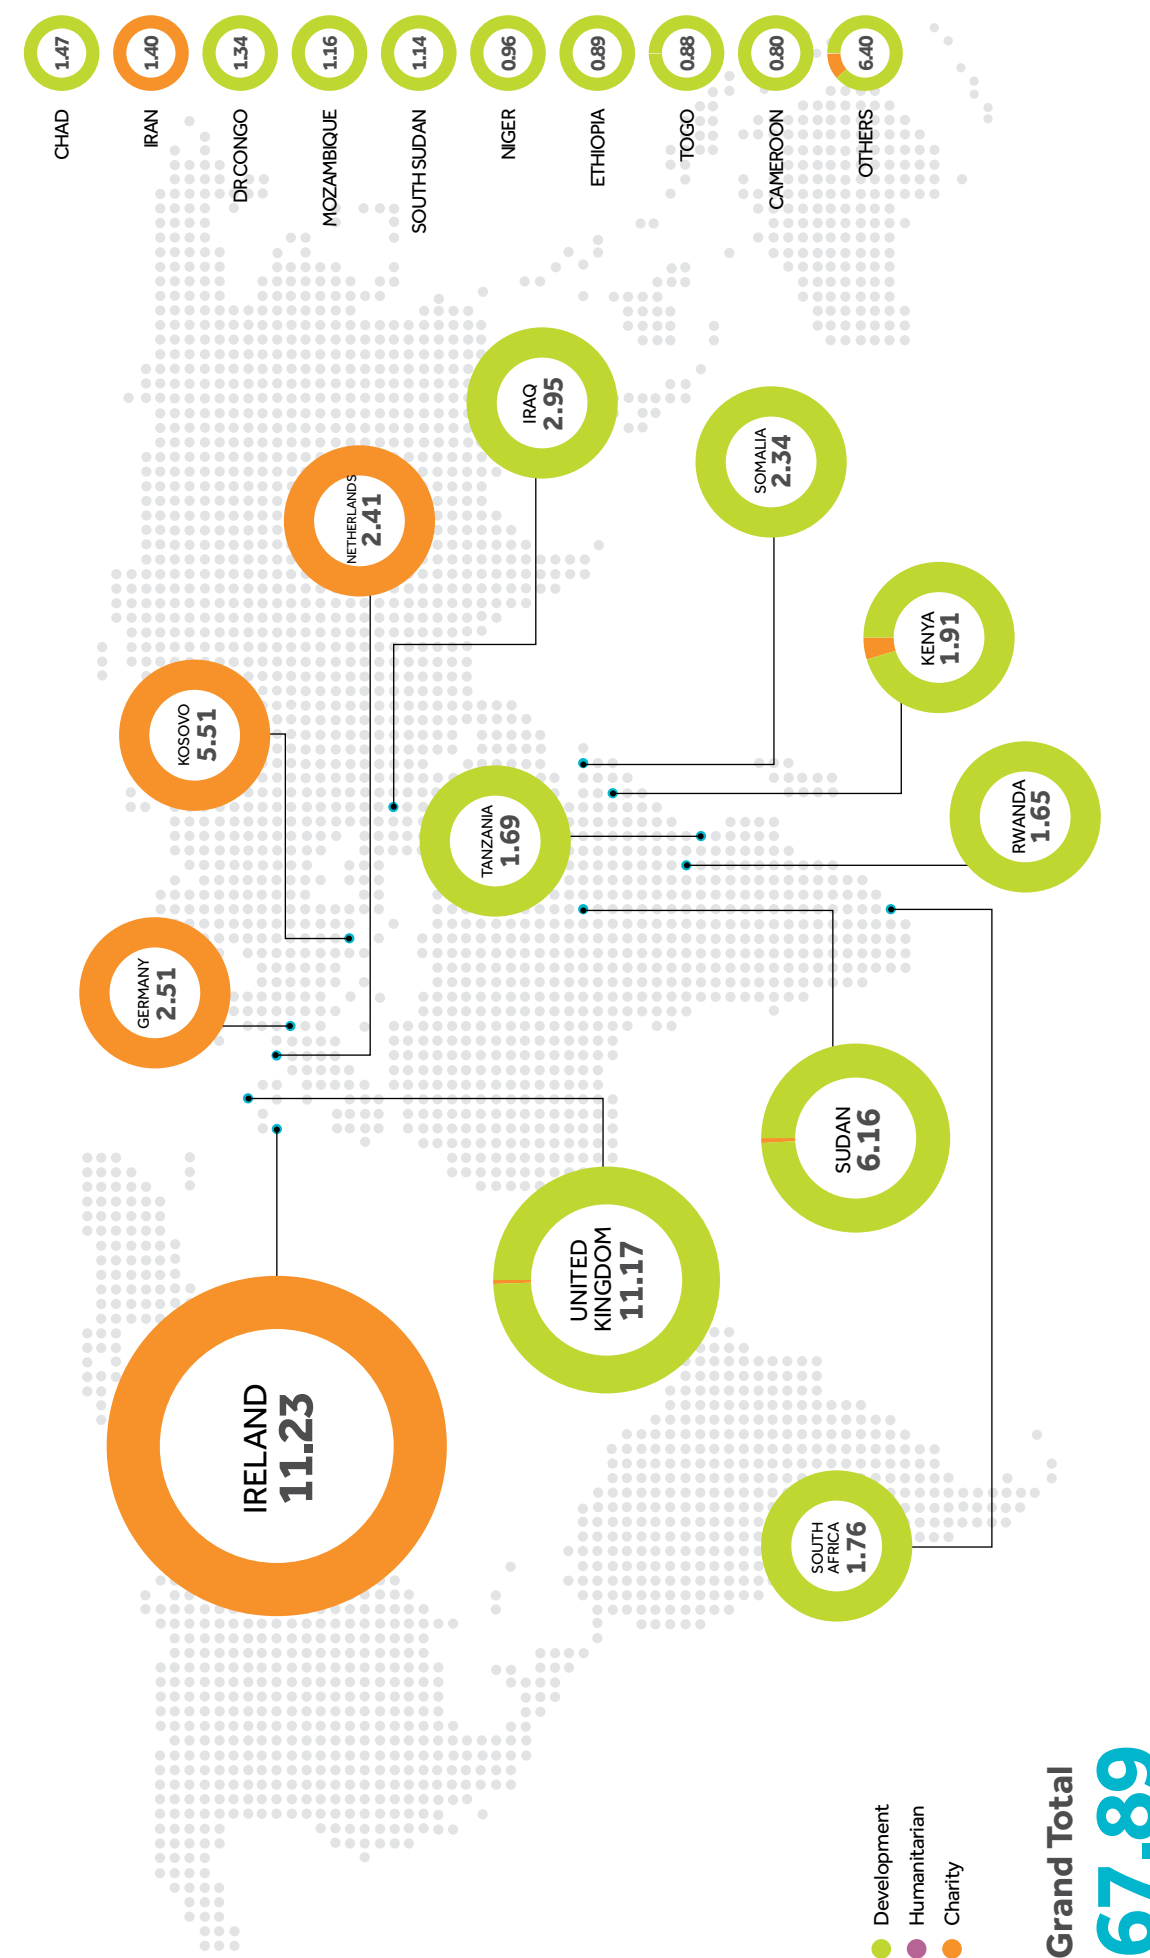 IRELAND
11.23
GERMANY
2.51
KOSOVO
5.51
NETHERLANDS
2.41
IRAQ
2.95
UNITED
KINGDOM
11.17
TANZANIA
1.69
SOMALIA
2.34
SOUTH
AFRICA
1.76
SUDAN
6.16
KENYA
1.91
RWANDA
1.65
CHAD
1.47
IRAN
1.40
DR CONGO
1.34
MOZAMBIQUE
1.16
SOUTH SUDAN
1.14
NIGER
0.96
ETHIOPIA
0.89
TOGO
0.88
CAMEROON
0.80
OTHERS
6.40
Development
Humanitarian
Charity
Grand Total
67.89